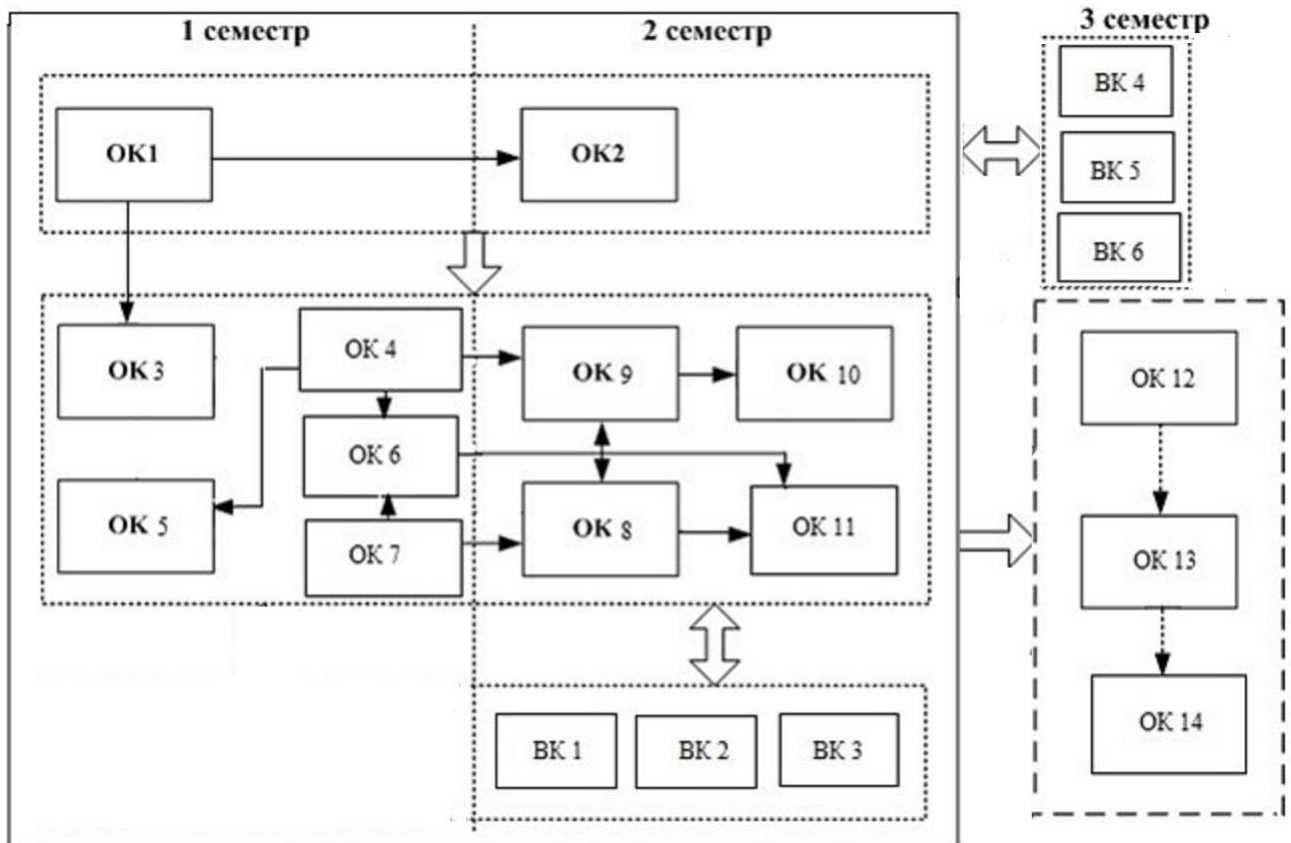 1 семестр
2 семестр
3 семестр
ОК1
ОК2
ВК 4
ВК 5
ВК 6
ОК 3
ОК 4
ОК 9
ОК 10
ОК 12
ОК 6
ОК 5
ОК 7
ОК 8
ОК 11
ОК 13
ОК 14
ВК 1
ВК 2
ВК 3